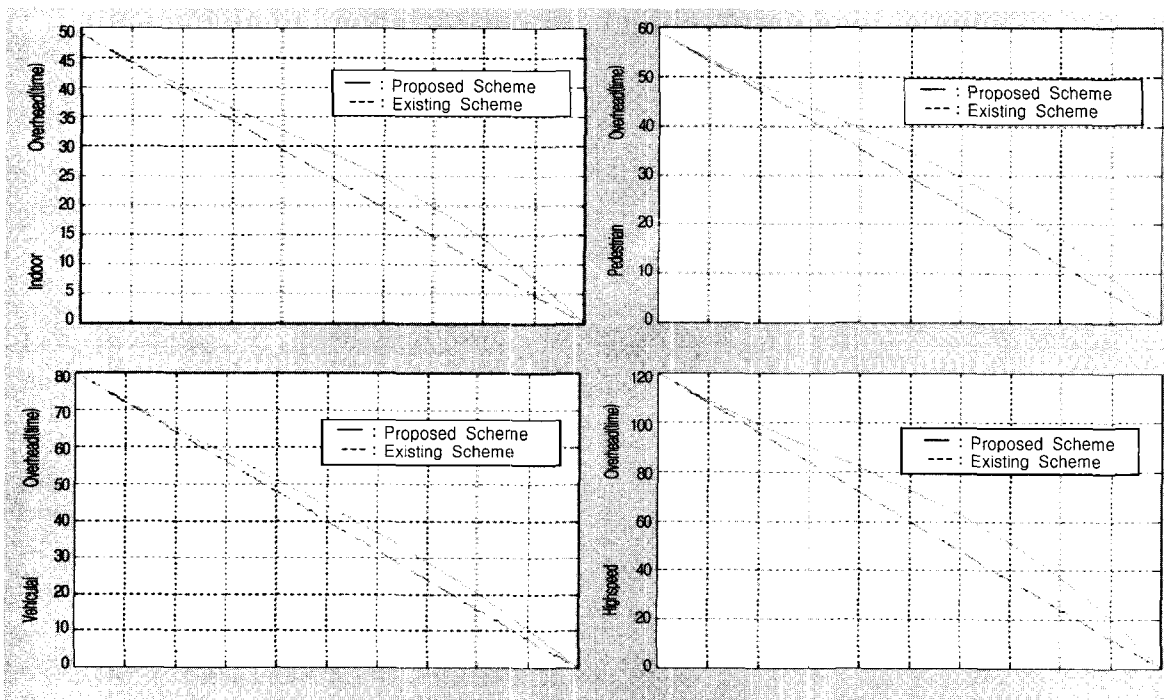 50
45
40
35
30
25
20
15
10
5
0
Indoor Overhead(time)
— : Proposed Scheme
--- : Existing Scheme
60
50
40
30
20
10
0
Pedestrian Overhead(time)
— : Proposed Scheme
--- : Existing Scheme
80
70
60
50
40
30
20
10
0
Vehicular Overhead(time)
— : Proposed Scheme
--- : Existing Scheme
120
100
80
60
40
20
0
Highspeed Overhead(time)
— : Proposed Scheme
--- : Existing Scheme